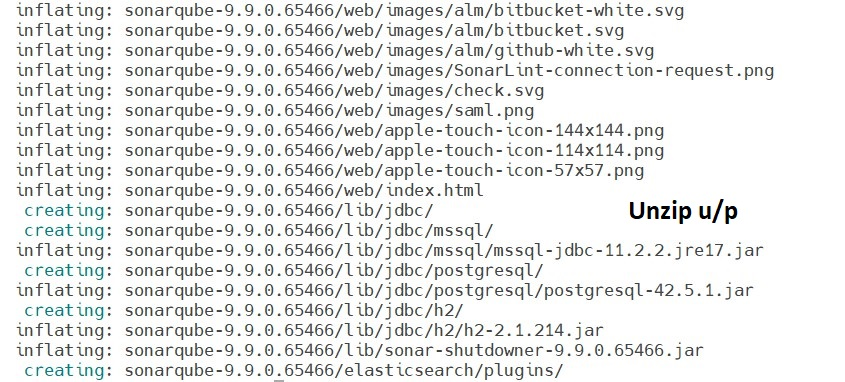 inflating: sonarqube-9.9.0.65466/web/images/alm/bitbucket-white.svg
inflating: sonarqube-9.9.0.65466/web/images/alm/bitbucket.svg
inflating: sonarqube-9.9.0.65466/web/images/alm/github-white.svg
inflating: sonarqube-9.9.0.65466/web/images/SonarLint-connection-request.png
inflating: sonarqube-9.9.0.65466/web/images/check.svg
inflating: sonarqube-9.9.0.65466/web/images/saml.png
inflating: sonarqube-9.9.0.65466/web/apple-touch-icon-144x144.png
inflating: sonarqube-9.9.0.65466/web/apple-touch-icon-114x114.png
inflating: sonarqube-9.9.0.65466/web/apple-touch-icon-57x57.png
inflating: sonarqube-9.9.0.65466/web/index.html
creating: sonarqube-9.9.0.65466/lib/jdbc/
Unzip u/p
creating: sonarqube-9.9.0.65466/lib/jdbc/mssql/
inflating: sonarqube-9.9.0.65466/lib/jdbc/mssql/mssql-jdbc-11.2.2.jre17.jar
creating: sonarqube-9.9.0.65466/lib/jdbc/postgresql/
inflating: sonarqube-9.9.0.65466/lib/jdbc/postgresql/postgresql-42.5.1.jar
creating: sonarqube-9.9.0.65466/lib/jdbc/h2/
inflating: sonarqube-9.9.0.65466/lib/jdbc/h2/h2-2.1.214.jar
inflating: sonarqube-9.9.0.65466/lib/sonar-shutdowner-9.9.0.65466.jar
creating: sonarqube-9.9.0.65466/elasticsearch/plugins/